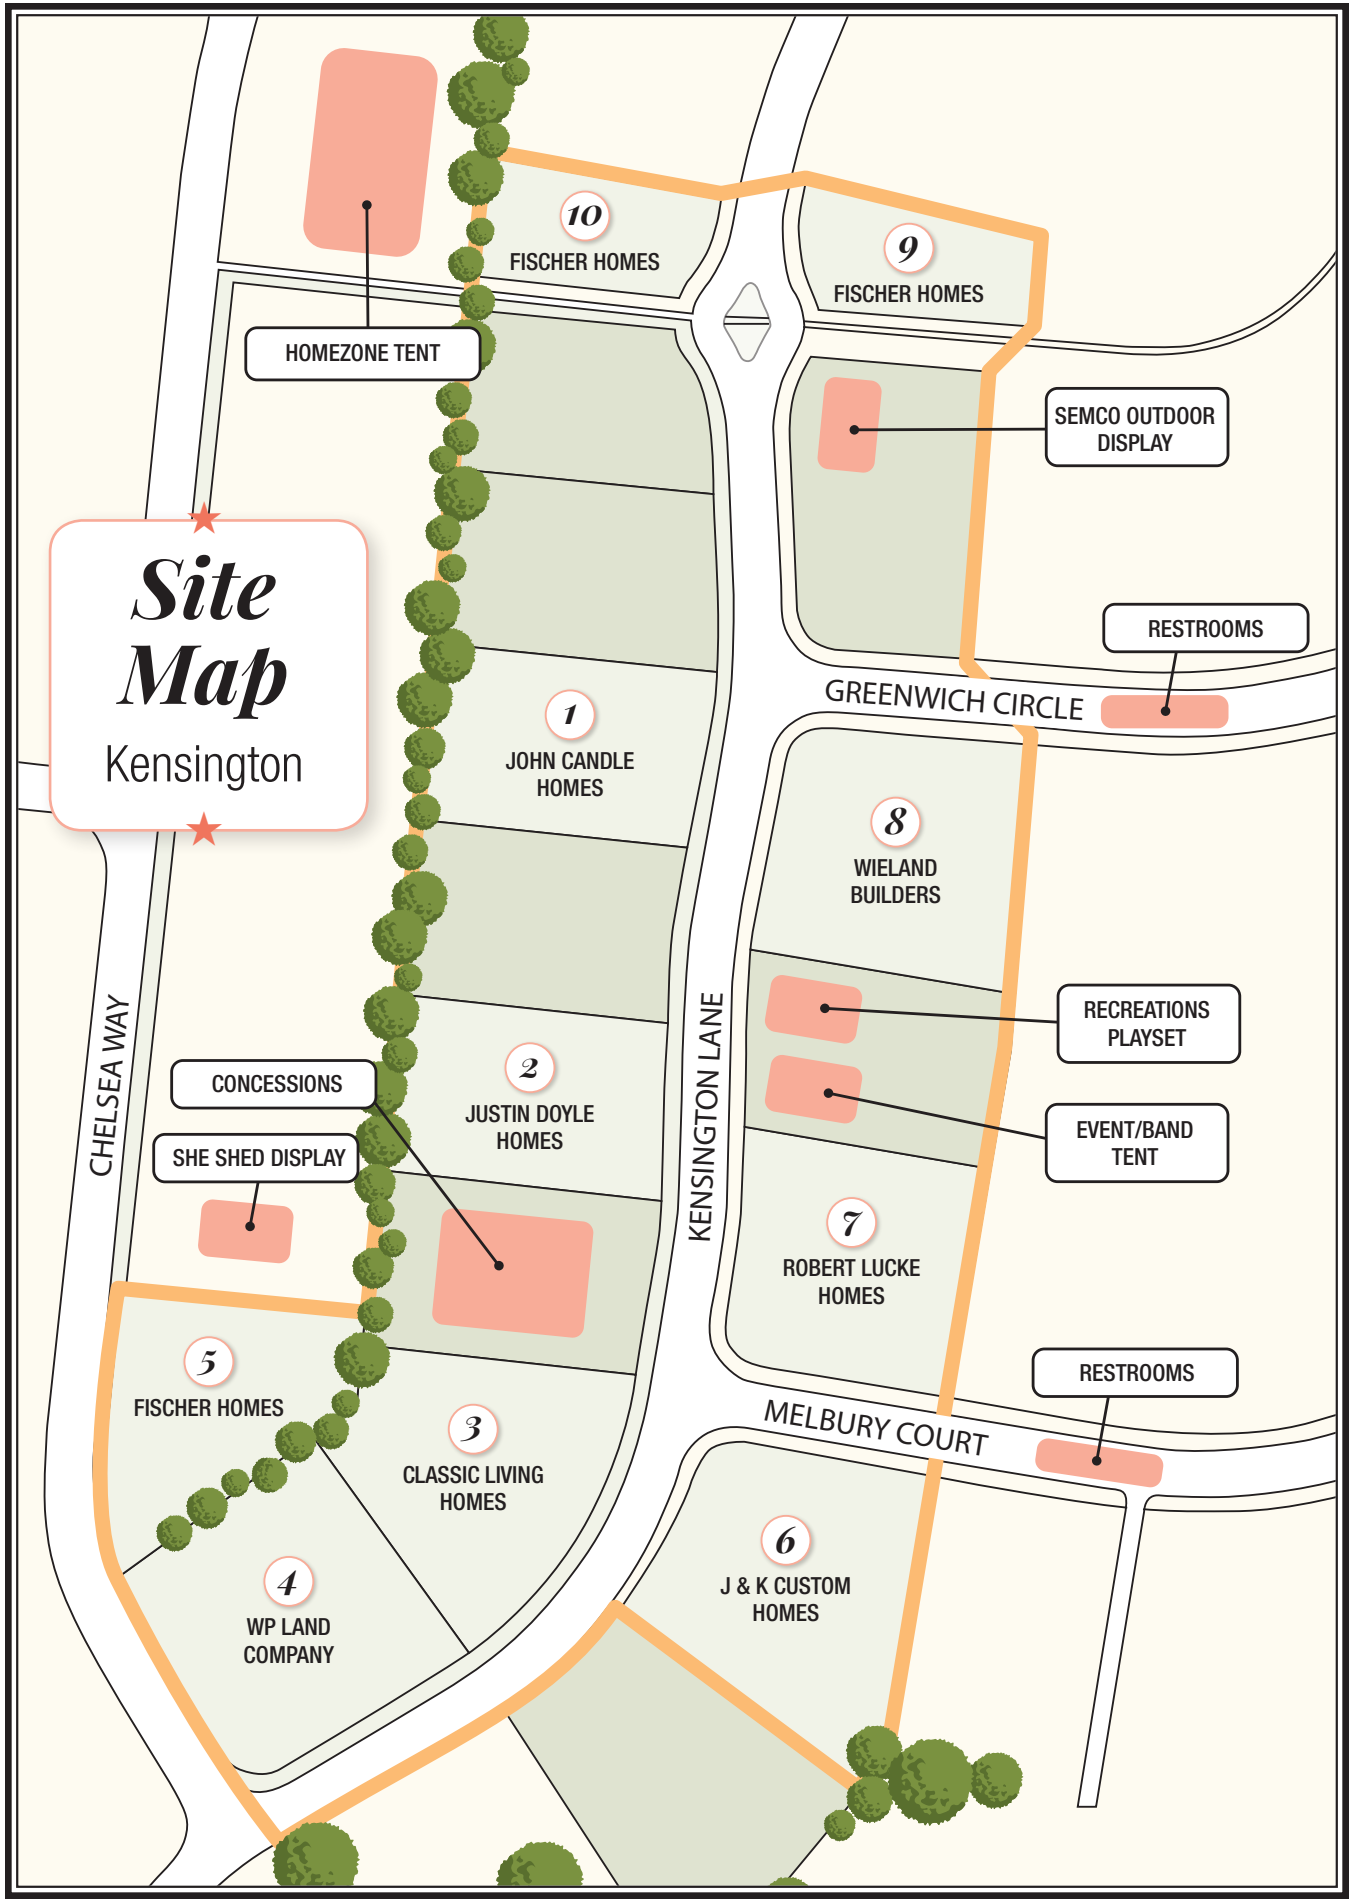 10
FISCHER HOMES
9
FISCHER HOMES
HOMEZONE TENT
SEMCO OUTDOOR
DISPLAY
Site
Map
Kensington
RESTROOMS
GREENWICH CIRCLE
1
JOHN CANDLE
HOMES
8
WIELAND
BUILDERS
RECREATIONS
PLAYSET
CHELSEA WAY
KENSINGTON LANE
CONCESSIONS
2
JUSTIN DOYLE
HOMES
EVENT/BAND
TENT
SHE SHED DISPLAY
7
ROBERT LUCKE
HOMES
5
FISCHER HOMES
RESTROOMS
MELBURY COURT
3
CLASSIC LIVING
HOMES
6
J & K CUSTOM
HOMES
4
WP LAND
COMPANY